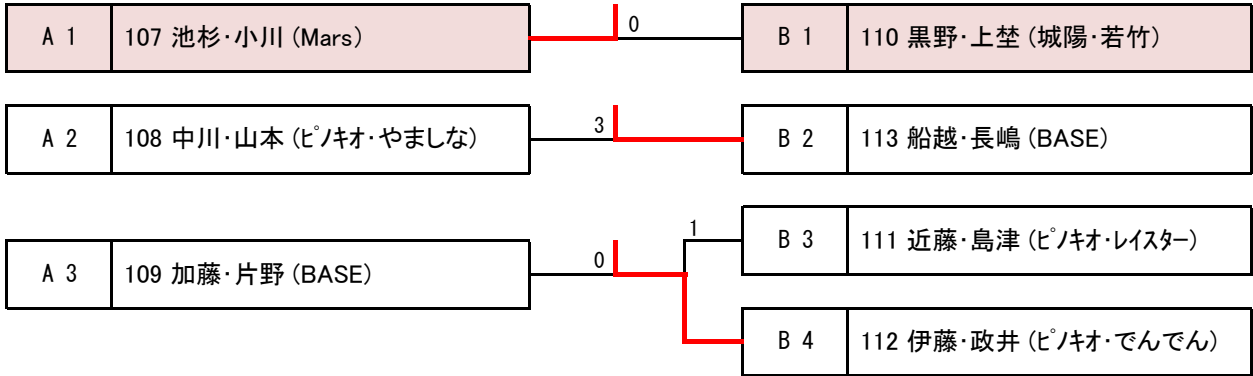 A 1 107 池杉・小川 (Mars) 0 B 1 110 黒野・上埜 (城陽・若竹)
A 2 108 中川・山本 (ピノキオ・やましな) 3 B 2 113 船越・長嶋 (BASE)
1 B 3 111 近藤・島津 (ピノキオ・レイスター)
A 3 109 加藤・片野 (BASE) 0
B 4 112 伊藤・政井 (ピノキオ・でんでん)